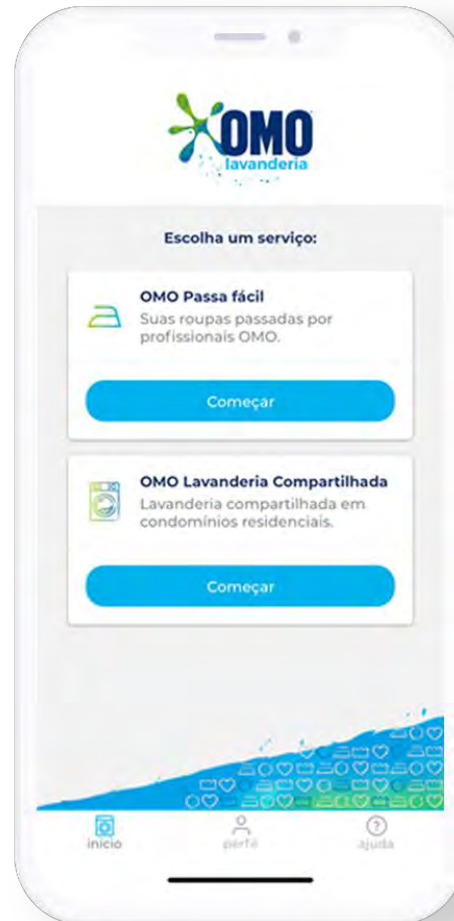 OMO
lavanderia
Escolha um serviço:
OMO Passa fácil
Suas roupas passadas por
profissionais OMO.
Começar
OMO Lavanderia Compartilhada
Lavanderia compartilhada em
condomínios residenciais.
Começar
início
perfil
ajuda